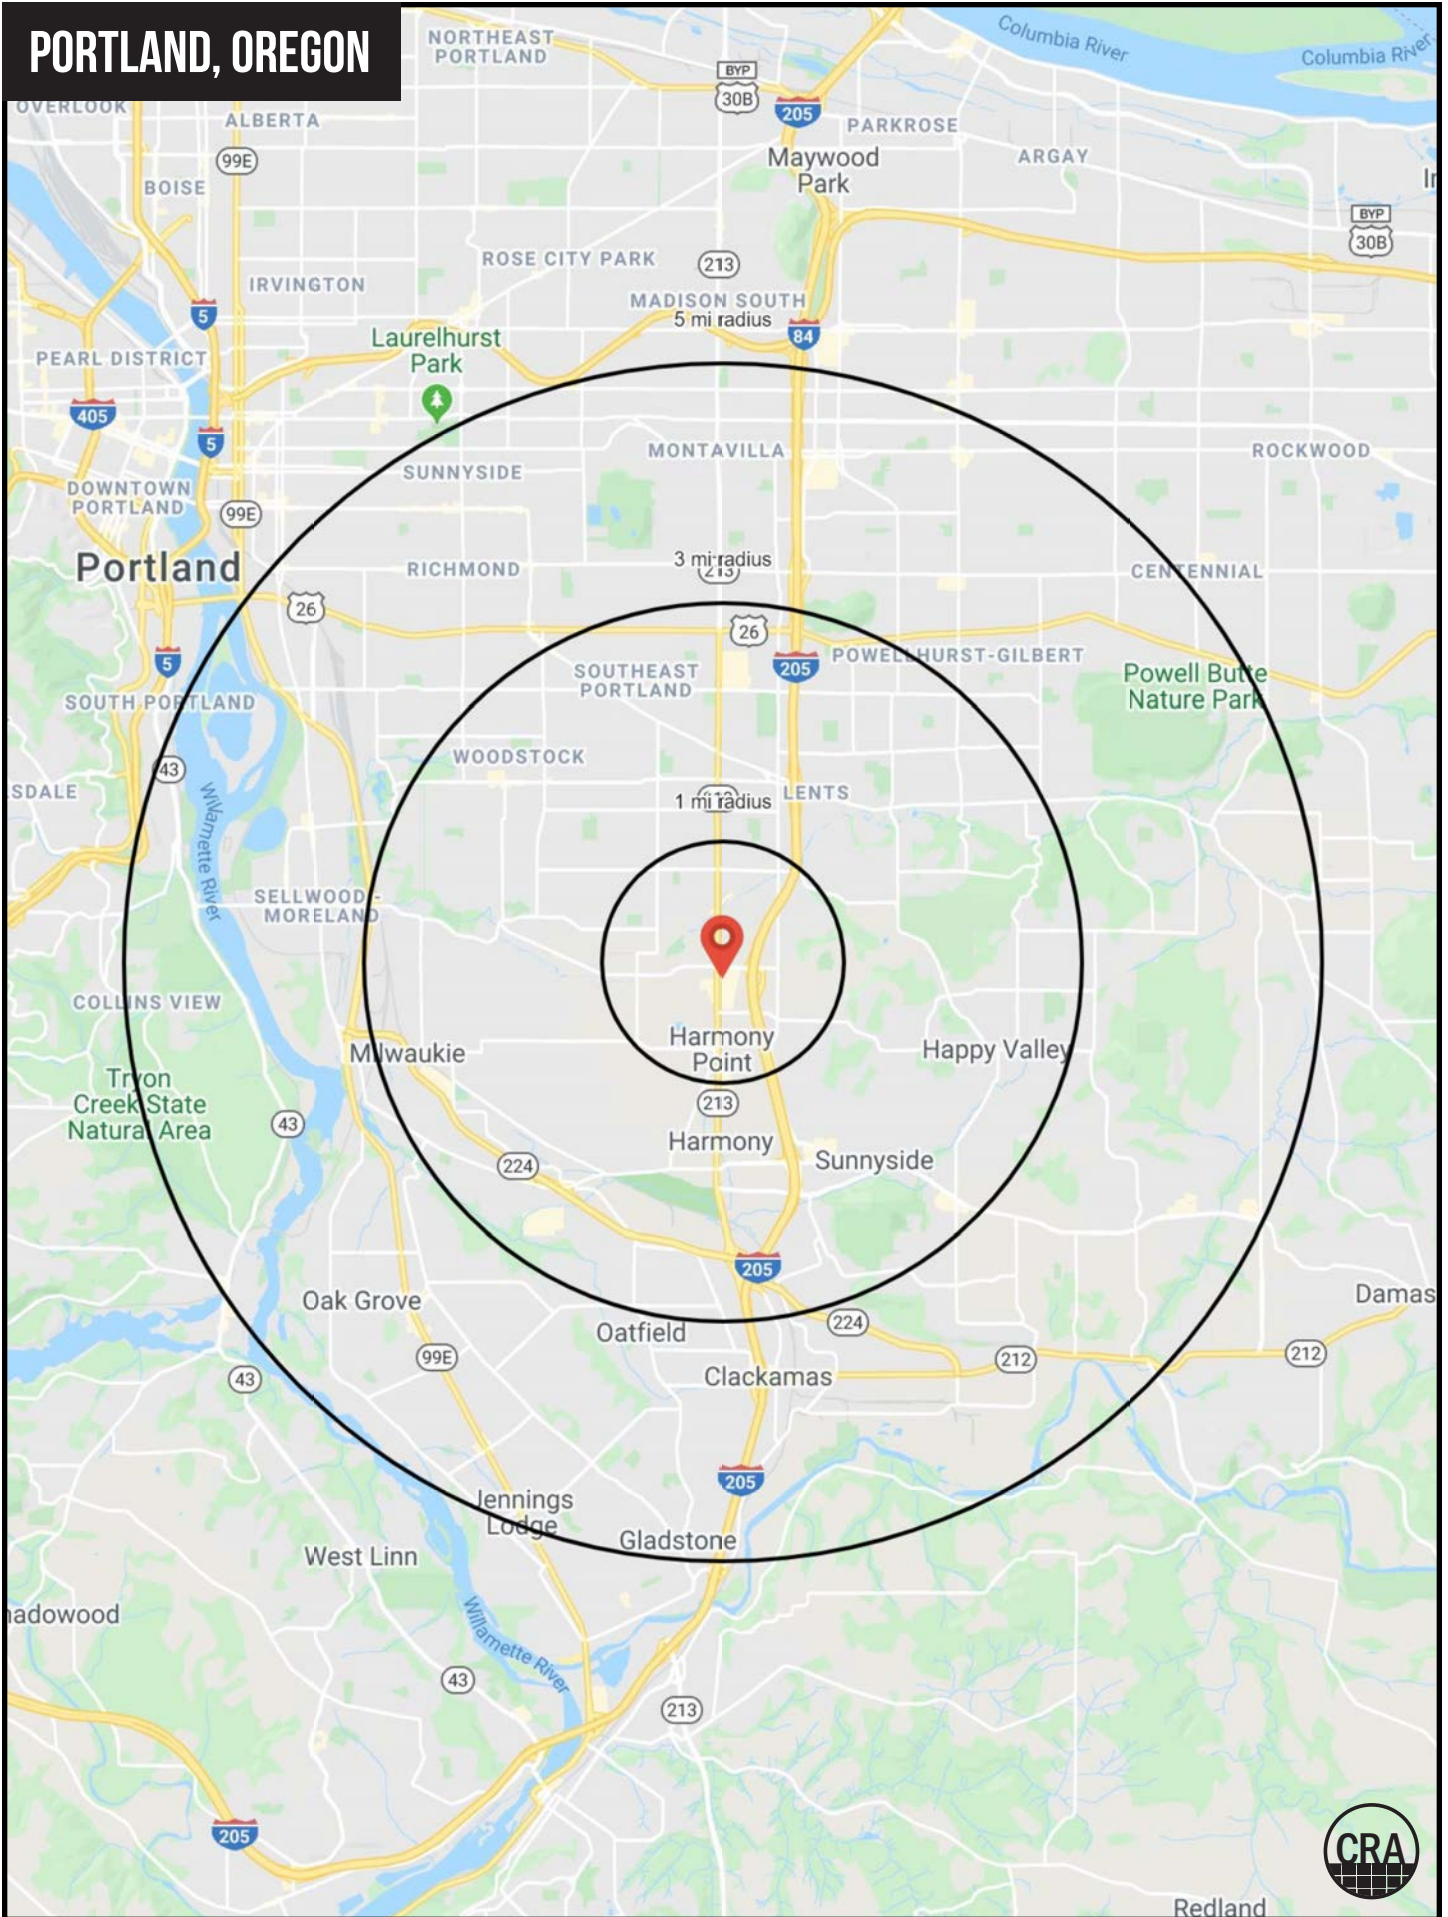 PORTLAND, OREGON
NORTHEAST
PORTLAND
Columbia River
Columbia River
BYP
30B
205
OVERLOOK
ALBERTA
PARKROSE
99E
Maywood
Park
ARGAY
BOISE
BYP
30B
ROSE CITY PARK
213
IRVINGTON
MADISON SOUTH
5 mi radius
5
84
Laurelhurst
Park
PEARL DISTRICT
405
5
MONTAVILLA
ROCKWOOD
SUNNYSIDE
DOWNTOWN
PORTLAND
99E
Portland
RICHMOND
3 mi radius
213
CENTENNIAL
26
26
5
205
POWELLHURST-GILBERT
SOUTHEAST
PORTLAND
Powell Butte
Nature Park
SOUTH PORTLAND
WOODSTOCK
43
SDALE
Willamette River
1 mi radius
LENTS
SELLWOOD-
MORELAND
COLLINS VIEW
Harmony
Point
Milwaukie
Happy Valley
Tryon
Creek State
Natural Area
43
213
Harmony
224
Sunnyside
205
Oak Grove
Damas
Oatfield
224
99E
212
212
43
Clackamas
205
Jennings
Lodge
Gladstone
West Linn
hadowood
Willamette River
43
213
205
CRA
Redland